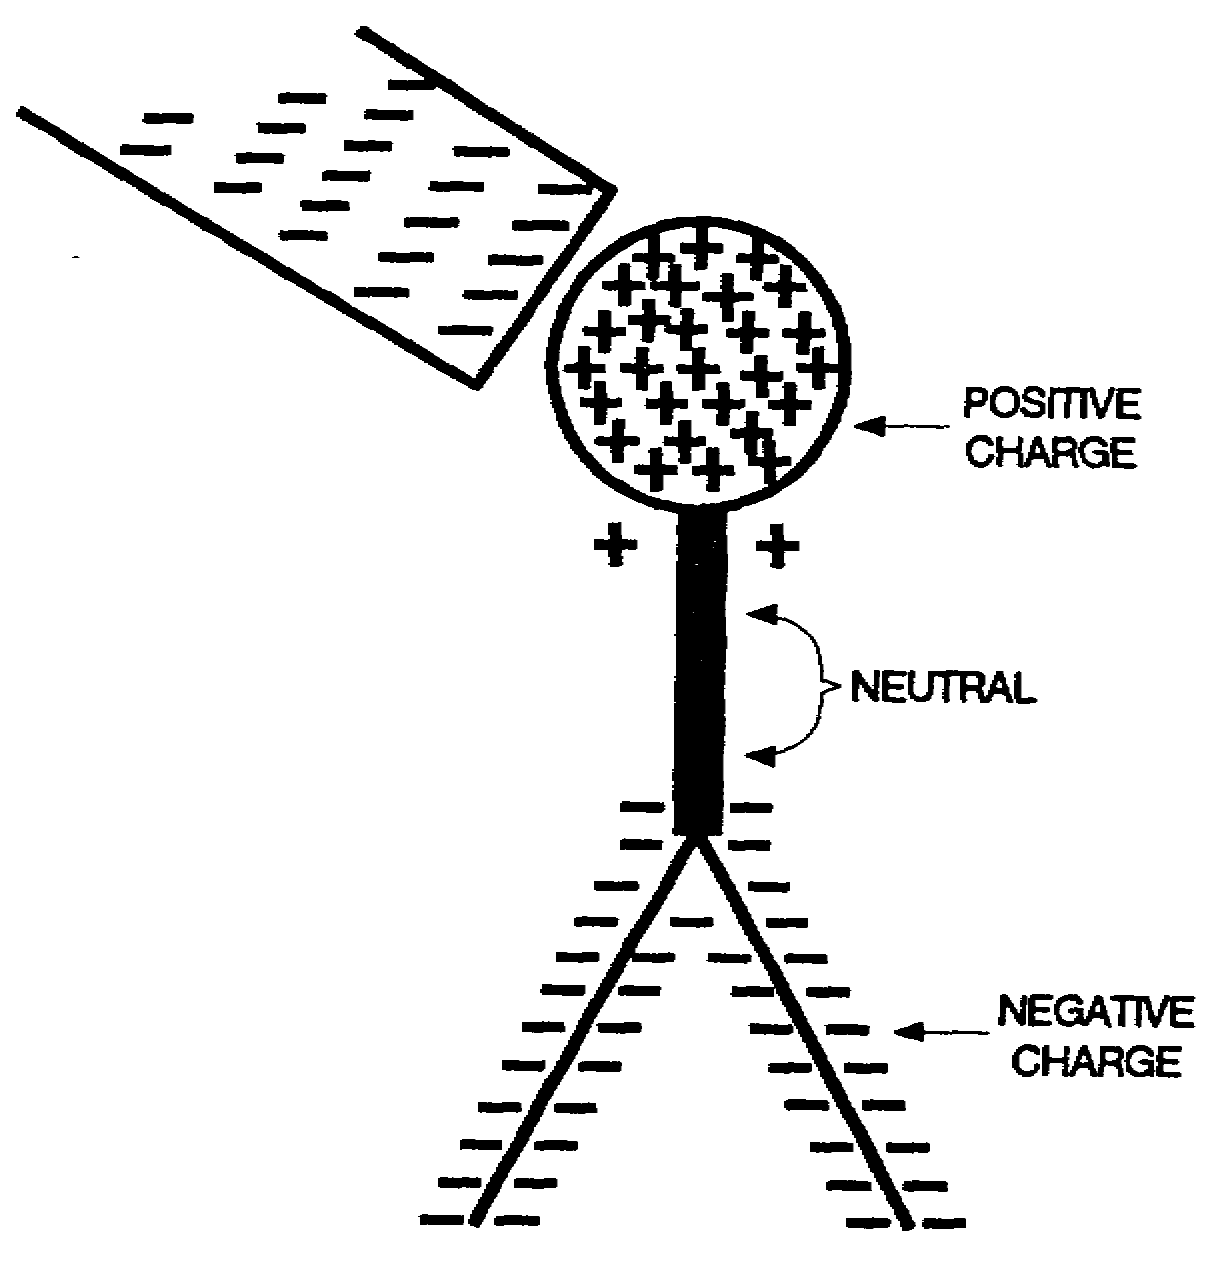 POSITIVE
CHARGE
NEUTRAL
NEGATIVE
CHARGE